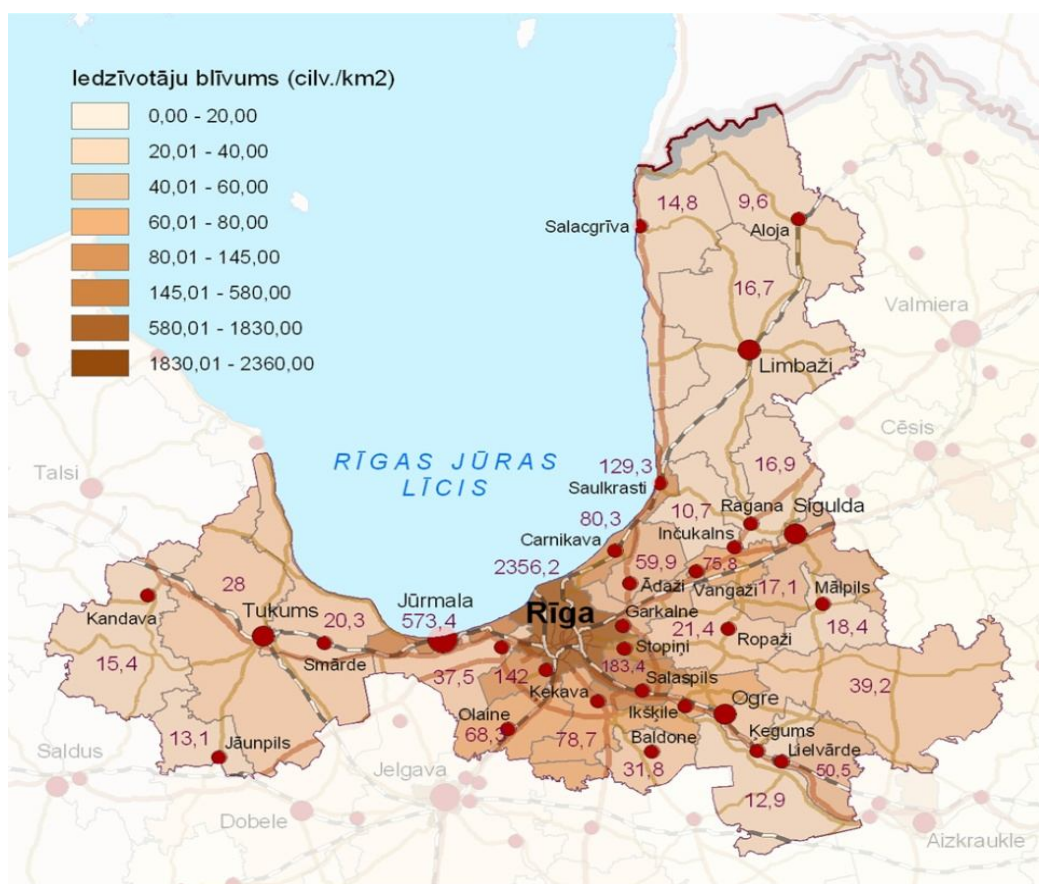 Iedzīvotāju blīvums (cilv./km2)
0,00 - 20,00
20,01 - 40,00
40,01 - 60,00
60,01 - 80,00
80,01 - 145,00
145,01 - 580,00
580,01 - 1830,00
1830,01 - 2360,00
14,8
9,6
Salacgrīva
Aloja
16,7
Valmiera
Limbaži
Cēsis
RĪGAS JŪRAS
LĪCIS
Talsi
129,3
Saulkrasti
16,9
10,7
Ragana
Sigulda
80,3
Carnikava
Inčukalns
2356,2
59,9
75,8
Ādaži
Vangaži
17,1
Mālpils
28
Kandava
Tukums
20,3
Jūrmala
573,4
Rīga
Garkalne
21,4
Ropaži
18,4
Smārde
Stopiņi
15,4
37,5
142
183,4
Salaspils
39,2
Ķekava
Ogre
Ikšķile
Olaine
68,3
78,7
Baldone
31,8
Ķegums
Lielvārde
50,5
13,1
Jaunpils
Saldus
Jelgava
12,9
Dobele
Aizkraukle